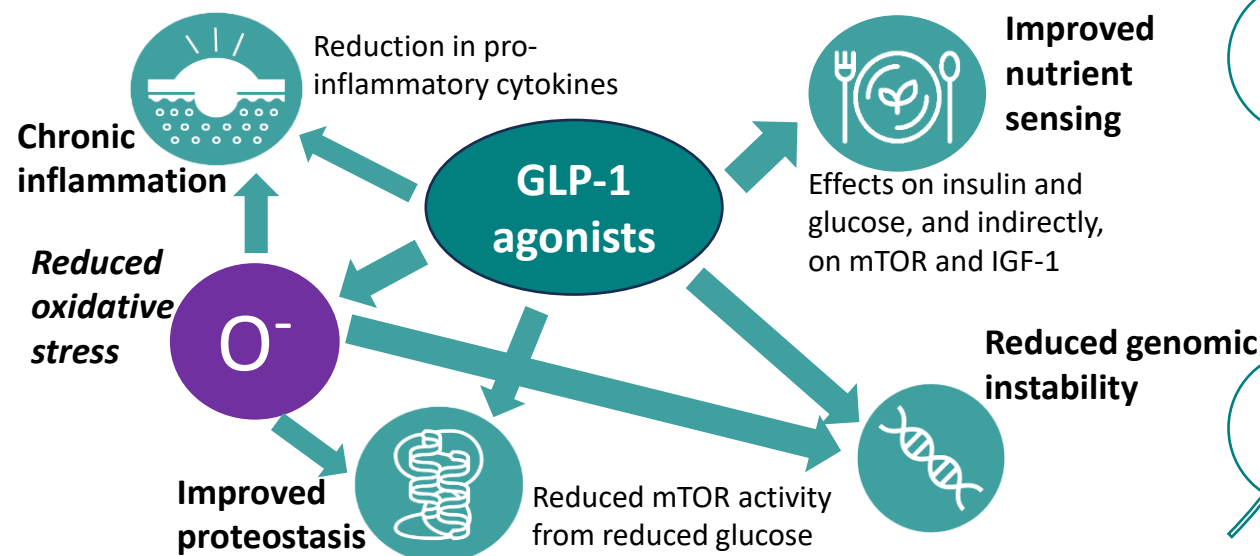 Reduction in pro-
inflammatory cytokines
Improved
nutrient
sensing
Chronic
inflammation
GLP-1
agonists
Effects on insulin and
glucose, and indirectly,
on mTOR and IGF-1
Reduced
oxidative
stress
O⁻
Reduced genomic
instability
Improved
proteostasis
Reduced mTOR activity
from reduced glucose